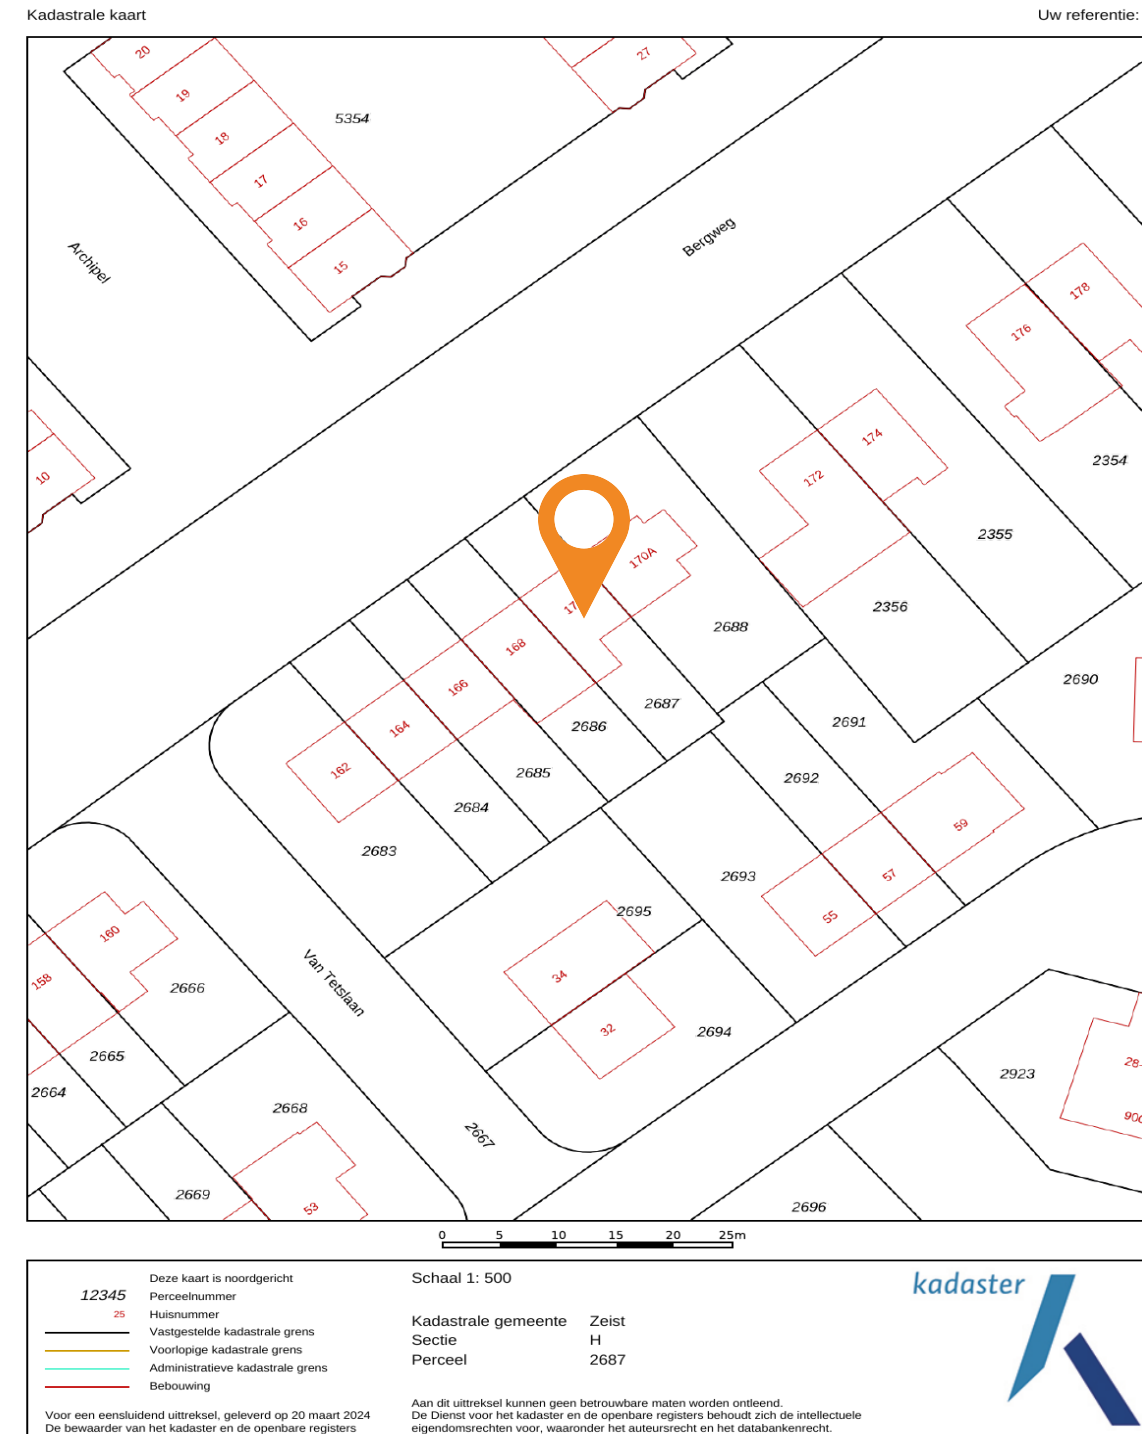 Kadastrale kaart
Uw referentie:
20
19
18
17
16
15
27
5354
Archipel
Bergweg
10
178
176
174
172
2354
2355
2356
170A
168
166
164
162
2688
2687
2686
2685
2684
2683
2690
2691
2692
2693
2695
2694
59
57
55
34
32
Van Tetslaan
160
158
2666
2665
2664
2668
2667
2669
53
2923
2696
0 5 10 15 20 25m
Deze kaart is noordgericht
12345 Perceelnummer
25 Huisnummer
Vastgestelde kadastrale grens
Voorlopige kadastrale grens
Administratieve kadastrale grens
Bebouwing
Voor een eensluidend uittreksel, geleverd op 20 maart 2024
De bewaarder van het kadaster en de openbare registers
Schaal 1: 500
Kadastrale gemeente Zeist
Sectie H
Perceel 2687
Aan dit uittreksel kunnen geen betrouwbare maten worden ontleend.
De Dienst voor het kadaster en de openbare registers behoudt zich de intellectuele
eigendomsrechten voor, waaronder het auteursrecht en het databankenrecht.
kadaster